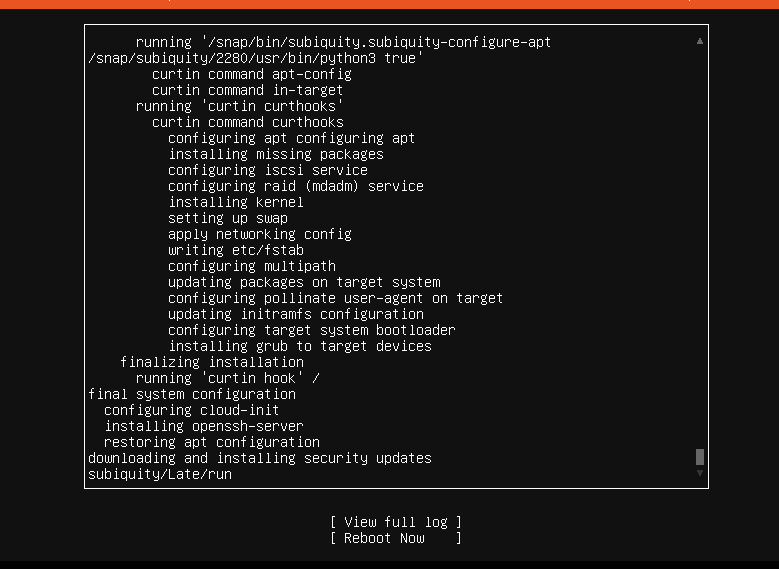 running '/snap/bin/subiquity.subiquity-configure-apt
/snap/subiquity/2280/usr/bin/python3 true'
curtin command apt-config
curtin command in-target
running 'curtin curthooks'
curtin command curthooks
configuring apt configuring apt
installing missing packages
configuring iscsi service
configuring raid (mdadm) service
installing kernel
setting up swap
apply networking config
writing etc/fstab
configuring multipath
updating packages on target system
configuring pollinate user-agent on target
updating initramfs configuration
configuring target system bootloader
installing grub to target devices
finalizing installation
running 'curtin hook' /
final system configuration
configuring cloud-init
installing openssh-server
restoring apt configuration
downloading and installing security updates
subiquity/Late/run
[ View full log ]
[ Reboot Now ]